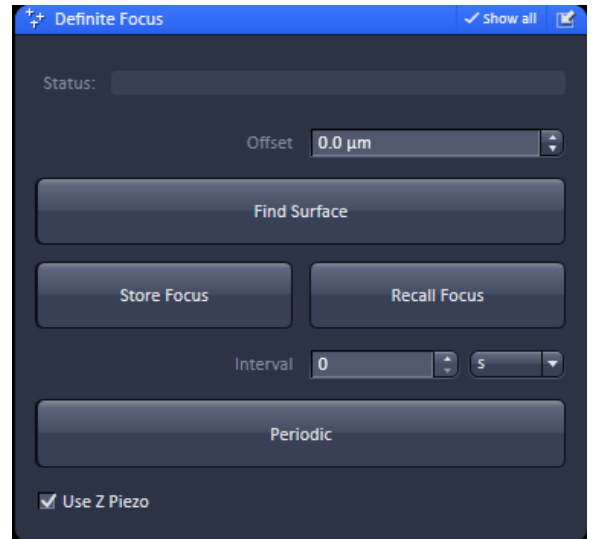 Definite Focus Show all
Status:
Offset 0.0 µm
Find Surface
Store Focus Recall Focus
Interval 0 s
Periodic
Use Z Piezo